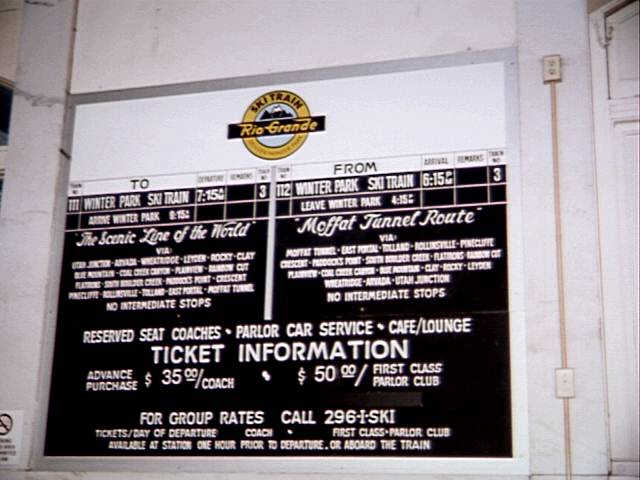 SKI TRAIN
Rio Grande
TO
DEPARTURE REMARKS TRACK NO
111 WINTER PARK SKI TRAIN 7:15 AM 3
ARRIVE WINTER PARK 9:15
"The Scenic Line of the World"
VIA:
UTAH JUNCTION • ARVADA • WHEATRIDGE • LEYDEN • ROCKY • CLAY
BLUE MOUNTAIN • COAL CREEK CANYON • PLAINVIEW • RAINBOW CUT
FLATIRONS • SOUTH BOULDER CREEK • PADDOCK'S POINT • CRESCENT
PINECLIFFE • ROLLINSVILLE • TOLLAND • EAST PORTAL • MOFFAT TUNNEL
NO INTERMEDIATE STOPS
FROM
TRAIN NO ARRIVAL REMARKS TRACK NO
112 WINTER PARK SKI TRAIN 6:15 PM 3
LEAVE WINTER PARK 4:15
"Moffat Tunnel Route"
VIA:
MOFFAT TUNNEL • EAST PORTAL • TOLLAND • ROLLINSVILLE • PINECLIFFE
CRESCENT • PADDOCK'S POINT • SOUTH BOULDER CREEK • FLATIRONS • RAINBOW CUT
PLAINVIEW • COAL CREEK CANYON • BLUE MOUNTAIN • CLAY • ROCKY • LEYDEN
WHEATRIDGE • ARVADA • UTAH JUNCTION
NO INTERMEDIATE STOPS
RESERVED SEAT COACHES • PARLOR CAR SERVICE • CAFE/LOUNGE
TICKET INFORMATION
ADVANCE PURCHASE $ 35 00/COACH • $ 50 00/ FIRST CLASS PARLOR CLUB
FOR GROUP RATES CALL 296-I-SKI
TICKETS/DAY OF DEPARTURE COACH • FIRST CLASS•PARLOR CLUB
AVAILABLE AT STATION ONE HOUR PRIOR TO DEPARTURE, OR ABOARD THE TRAIN